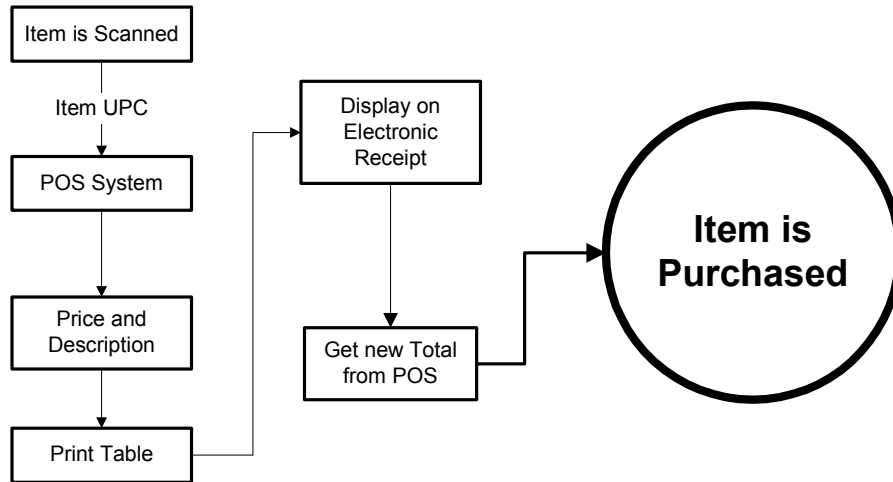 Item is Scanned
Item UPC
POS System
Price and
Description
Print Table
Display on
Electronic
Receipt
Get new Total
from POS
Item is
Purchased